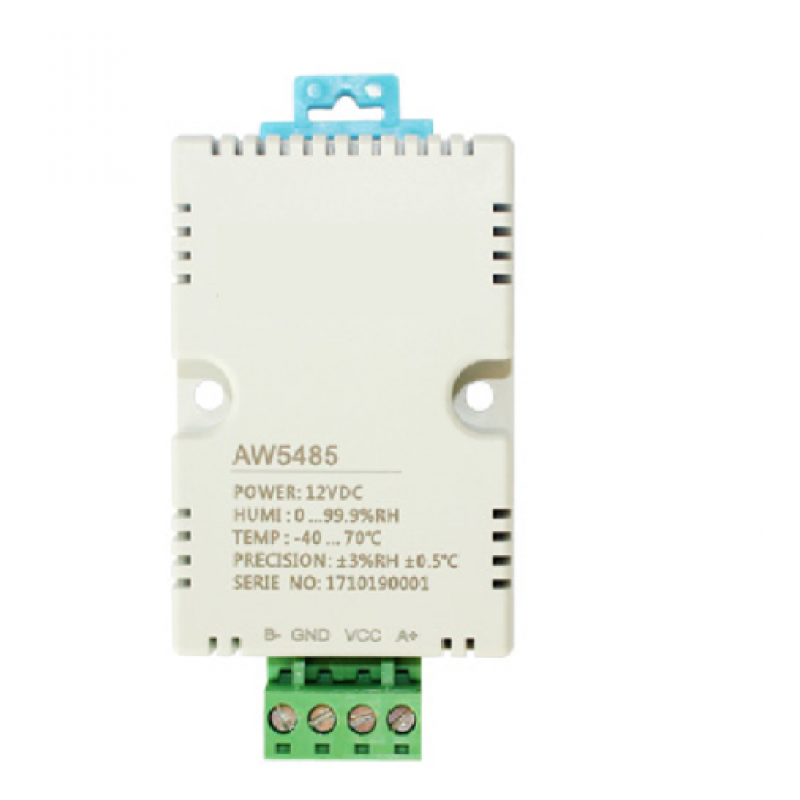 AW5485
POWER: 12VDC
HUMI : 0 ... 99.9%RH
TEMP : -40 ... 70℃
PRECISION: ±3%RH ±0.5℃
SERIE NO: 1710190001
B- GND VCC A+